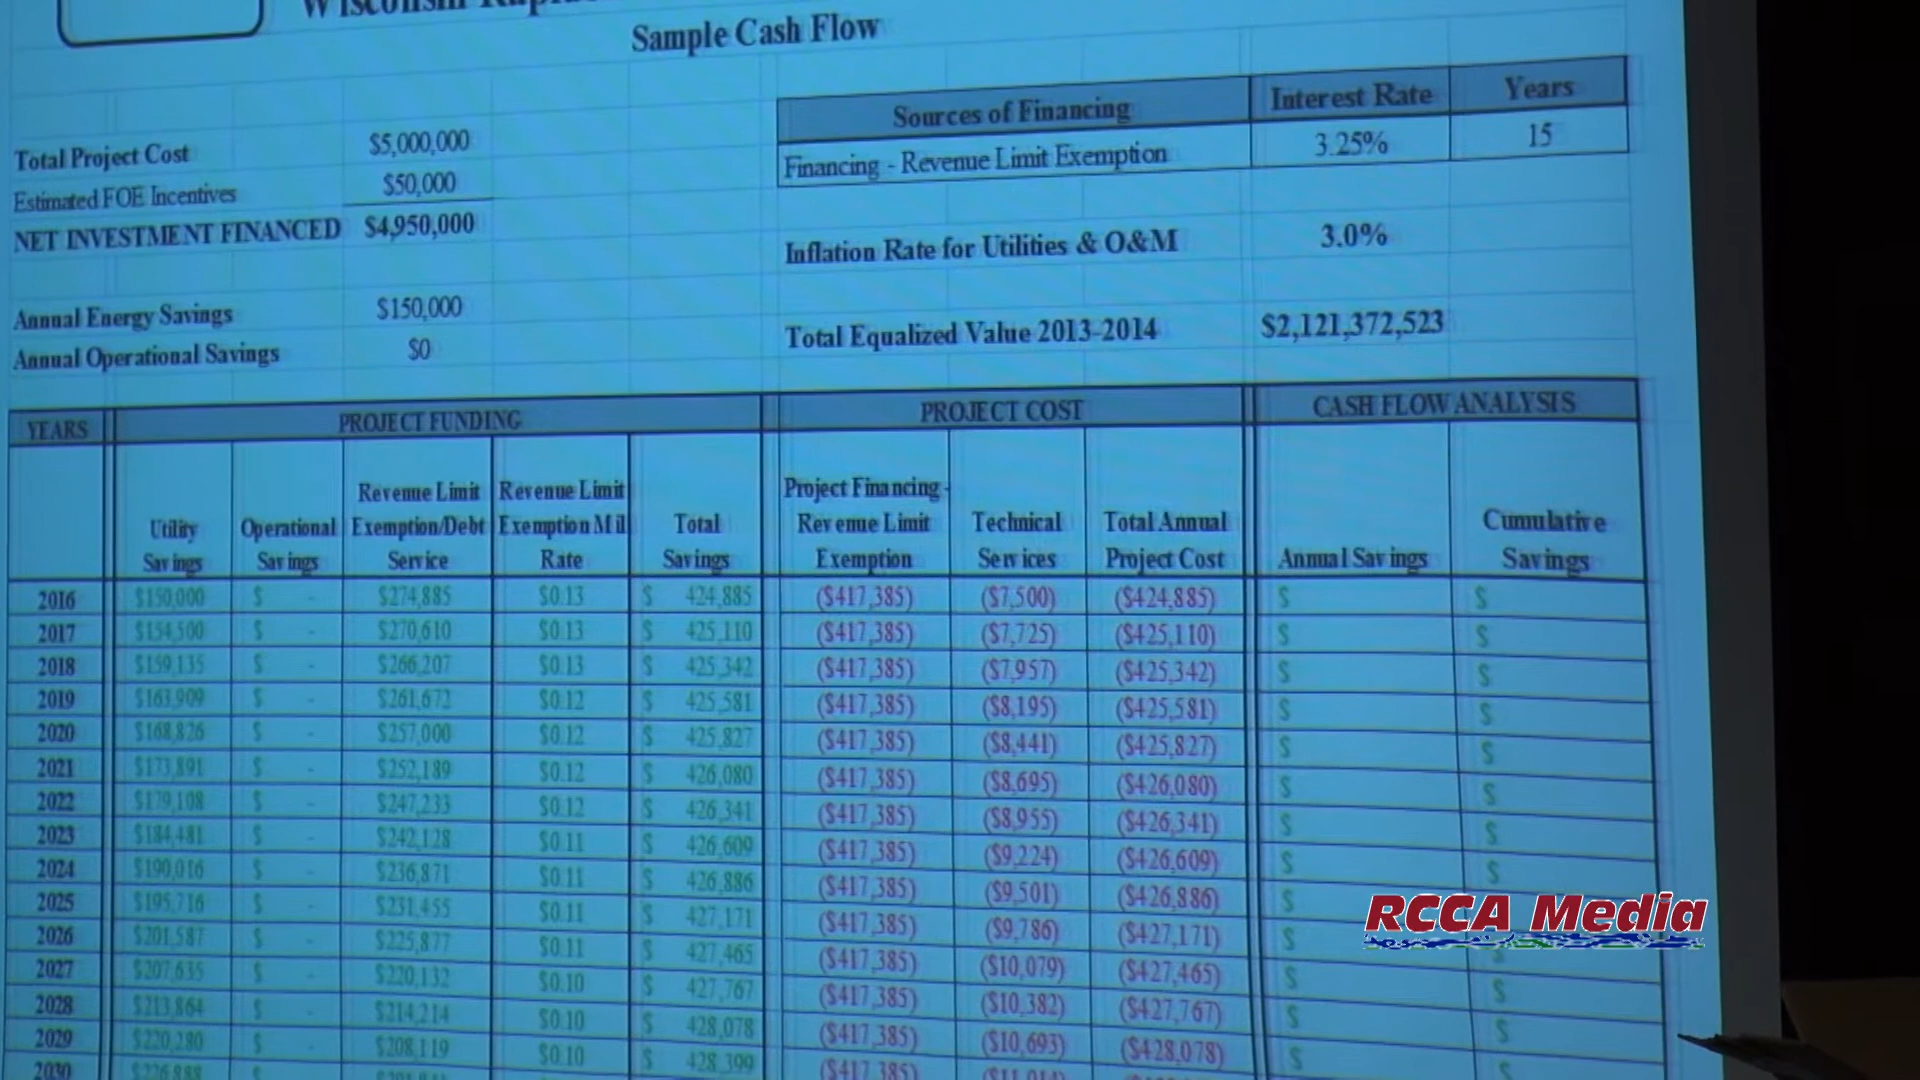 Sample Cash Flow
Total Project Cost $5,000,000
Estimated FOE Incentives $50,000
NET INVESTMENT FINANCED $4,950,000
Annual Energy Savings $150,000
Annual Operational Savings $0
Sources of Financing Interest Rate Years
Financing - Revenue Limit Exemption 3.25% 15
Inflation Rate for Utilities & O&M 3.0%
Total Equalized Value 2013-2014 $2,121,372,523
YEARS PROJECT FUNDING PROJECT COST CASH FLOW ANALYSIS
Utility Savings Operational Savings Revenue Limit Exemption/Debt Service Revenue Limit Exemption Mil Rate Total Savings Project Financing - Revenue Limit Exemption Technical Services Total Annual Project Cost Annual Savings Cumulative Savings
2016 $150,000 $ - $274,885 $0.13 $ 424,885 ($417,385) ($7,500) ($424,885) $ $
2017 $154,500 $ - $270,610 $0.13 $ 425,110 ($417,385) ($7,725) ($425,110) $ $
2018 $159,135 $ - $266,207 $0.13 $ 425,342 ($417,385) ($7,957) ($425,342) $ $
2019 $163,909 $ - $261,672 $0.12 $ 425,581 ($417,385) ($8,195) ($425,581) $ $
2020 $168,826 $ - $257,000 $0.12 $ 425,827 ($417,385) ($8,441) ($425,827) $ $
2021 $173,891 $ - $252,189 $0.12 $ 426,080 ($417,385) ($8,695) ($426,080) $ $
2022 $179,108 $ - $247,233 $0.12 $ 426,341 ($417,385) ($8,955) ($426,341) $ $
2023 $184,481 $ - $242,128 $0.11 $ 426,609 ($417,385) ($9,224) ($426,609) $ $
2024 $190,016 $ - $236,871 $0.11 $ 426,886 ($417,385) ($9,501) ($426,886) $ $
2025 $195,716 $ - $231,455 $0.11 $ 427,171 ($417,385) ($9,786) ($427,171) $
2026 $201,587 $ - $225,877 $0.11 $ 427,465 ($417,385) ($10,079) ($427,465) $ $
2027 $207,635 $ - $220,132 $0.10 $ 427,767 ($417,385) ($10,382) ($427,767) $ $
2028 $213,864 $ - $214,214 $0.10 $ 428,078 ($417,385) ($10,693) ($428,078) $ $
2029 $220,280 $ - $208,119 $0.10 $ 428,399 ($417,385)
2030
RCCA Media